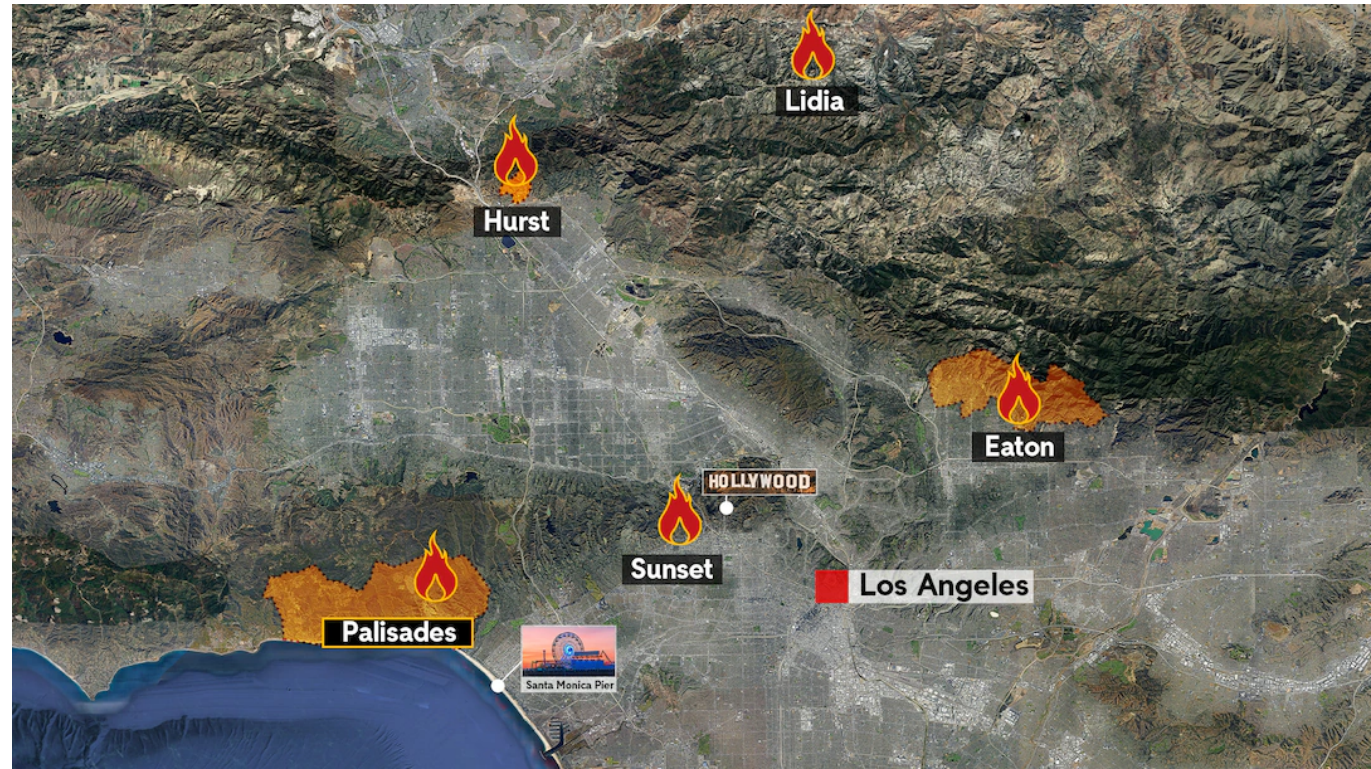 Lidia
Hurst
Eaton
HOLLYWOOD
Sunset
Los Angeles
Palisades
Santa Monica Pier